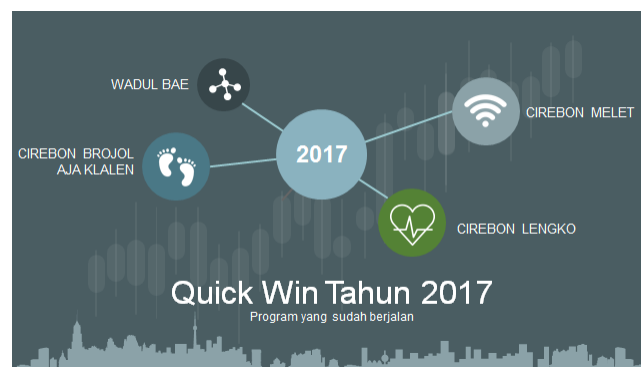 WADUL BAE
CIREBON BROJOL
AJA KLALEN
2017
CIREBON MELET
CIREBON LENGKO
Quick Win Tahun 2017
Program yang sudah berjalan